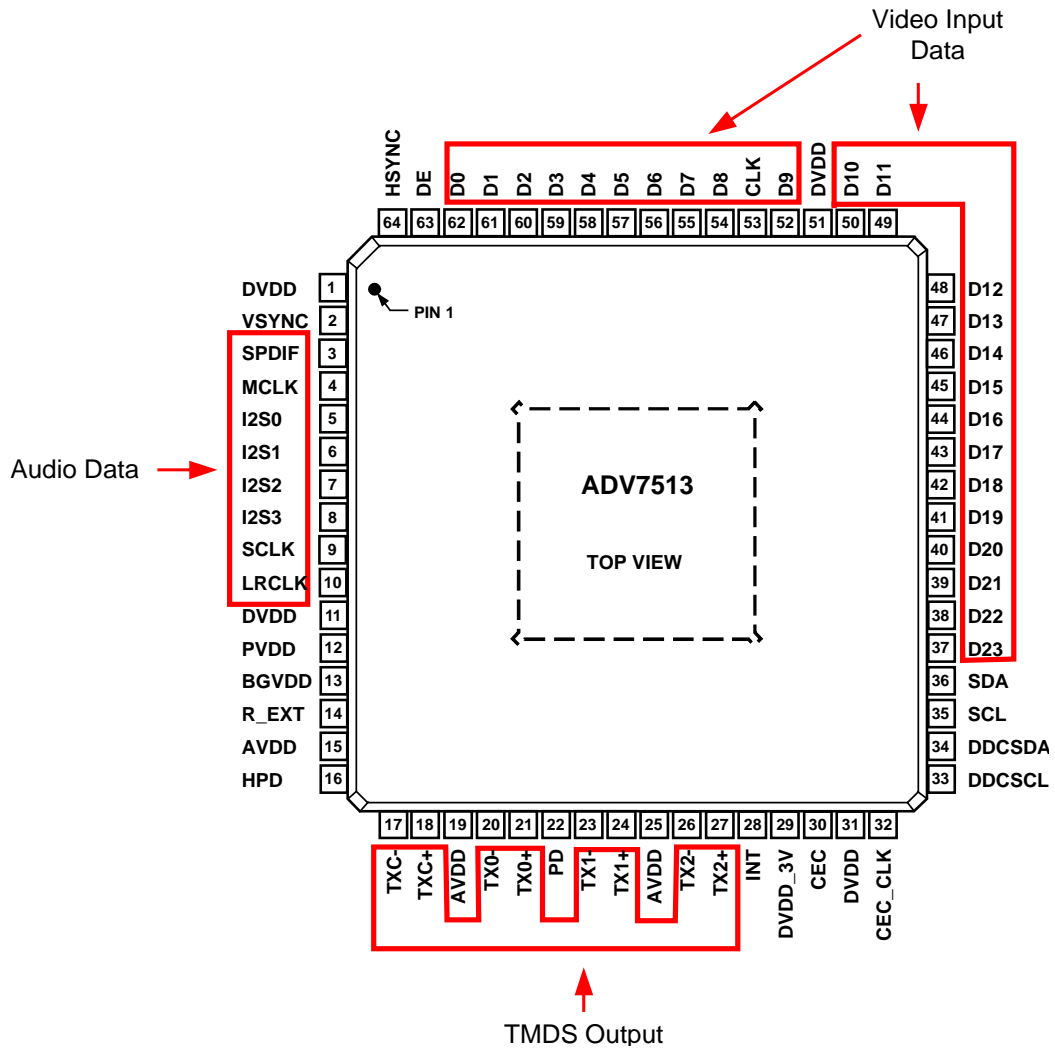 Video Input
Data
HSYNC DE D0 D1 D2 D3 D4 D5 D6 D7 D8 CLK D9 DVDD D10 D11
64 63 62 61 60 59 58 57 56 55 54 53 52 51 50 49
DVDD 1
VSYNC 2
SPDIF 3
MCLK 4
I2S0 5
I2S1 6
I2S2 7
I2S3 8
SCLK 9
LRCLK 10
DVDD 11
PVDD 12
BGVDD 13
R_EXT 14
AVDD 15
HPD 16
Audio Data
PIN 1
ADV7513
TOP VIEW
48 D12
47 D13
46 D14
45 D15
44 D16
43 D17
42 D18
41 D19
40 D20
39 D21
38 D22
37 D23
36 SDA
35 SCL
34 DDCSDA
33 DDCSCL
17 18 19 20 21 22 23 24 25 26 27 28 29 30 31 32
TXC- TXC+ AVDD TX0- TX0+ PD TX1- TX1+ AVDD TX2- TX2+ INT DVDD_3V CEC DVDD CEC_CLK
TMDS Output